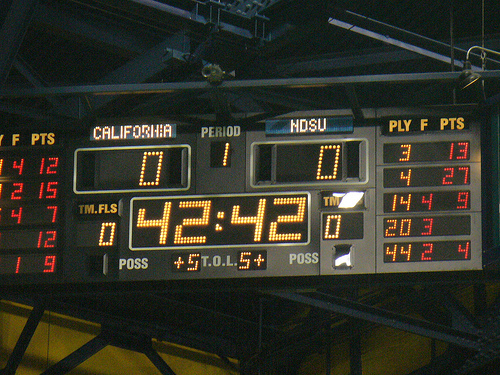 CALIFORNIA PERIOD NDSU
Y F PTS 0 1 0 PLY F PTS
4 12 3 13
2 15 4 27
4 7 TM.FLS 42:42 TM 14 4 9
12 0 0 20 3
1 9 POSS +5 T.O.L. 5+ POSS 44 2 4